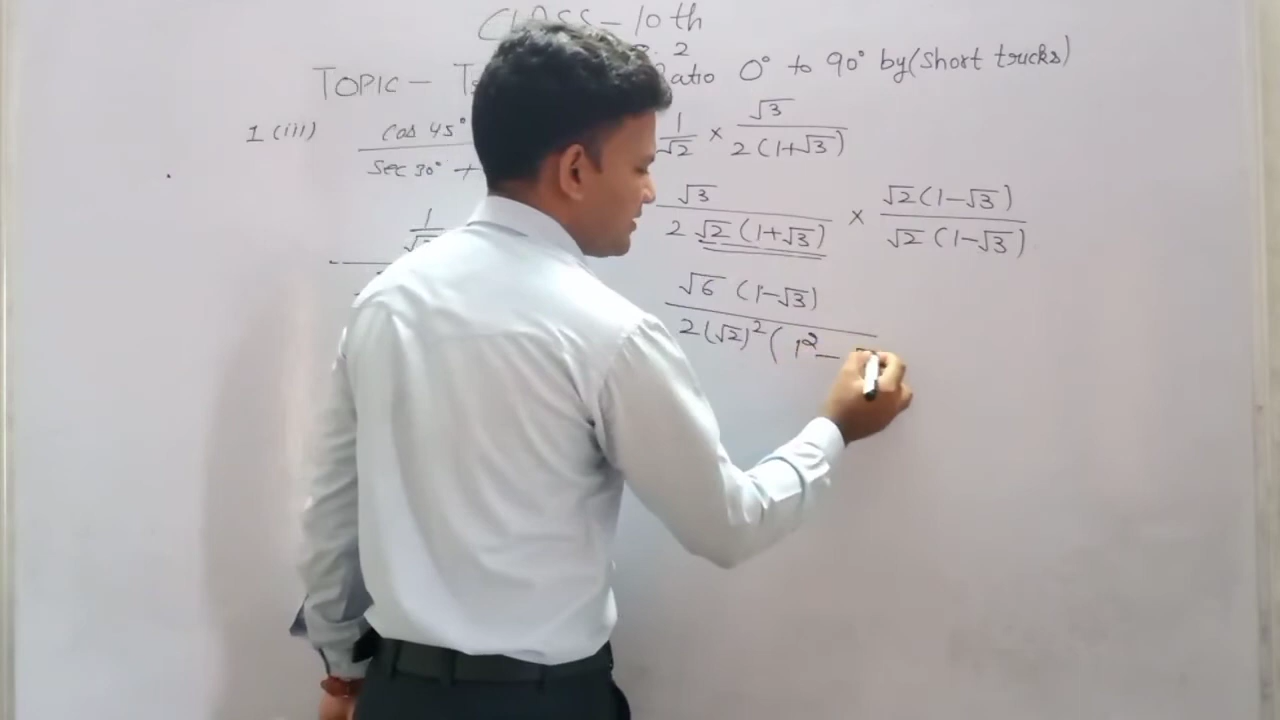 CLASS - 10th
2
TOPIC - 0° to 90° by (Short tricks)
1 (iii) cos 45° / sec 30° +
1/√2 × √3 / 2(1+√3)
√3 / 2√2(1+√3) × √2(1-√3) / √2(1-√3)
√6(1-√3) / 2(√2)²(1² -